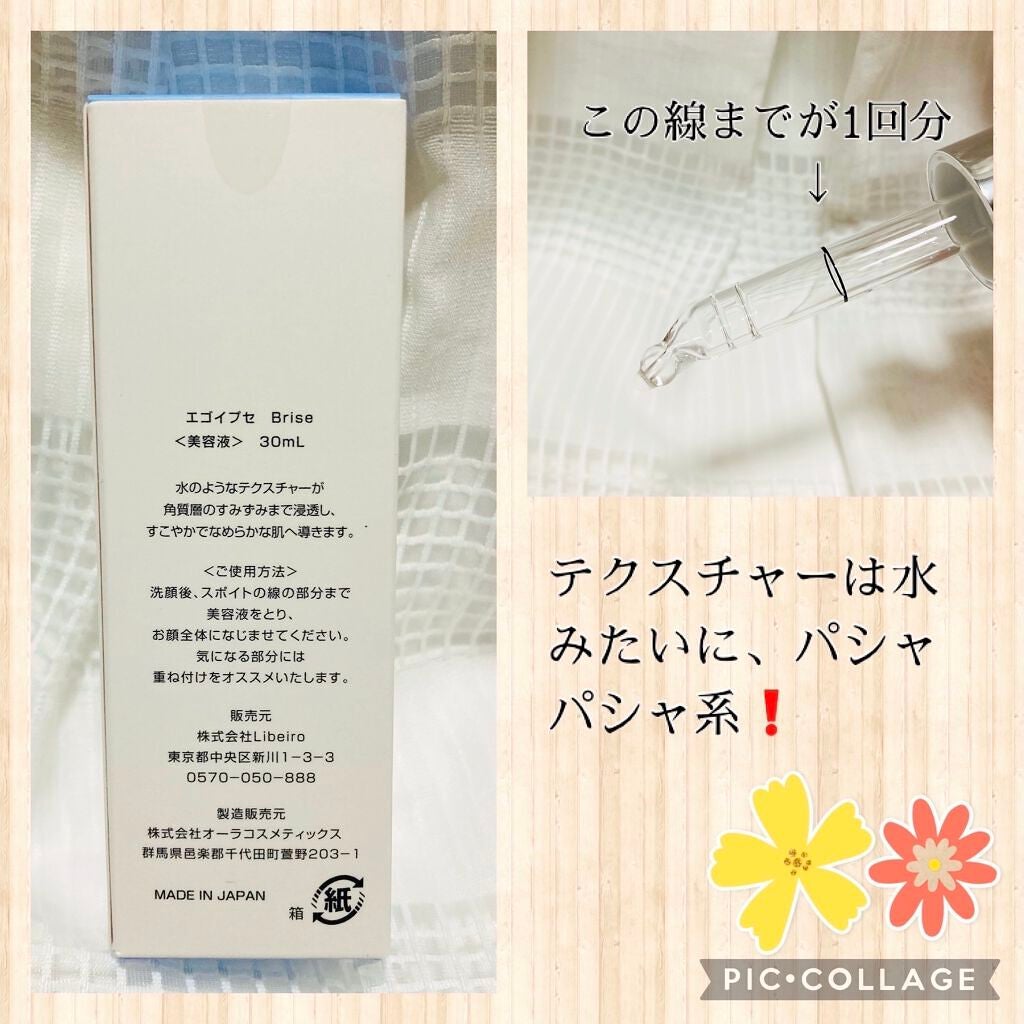 エゴイプセ Brise
＜美容液＞ 30mL
水のようなテクスチャーが
角質層のすみずみまで浸透し、
すこやかでなめらかな肌へ導きます。
＜ご使用方法＞
洗顔後、スポイトの線の部分まで
美容液をとり、
お顔全体になじませてください。
気になる部分には
重ね付けをオススメいたします。
販売元
株式会社Libeiro
東京都中央区新川1-3-3
0570-050-888
製造販売元
株式会社オーラコスメティックス
群馬県邑楽郡千代田町萱野203-1
MADE IN JAPAN
箱 紙
この線までが1回分
↓
テクスチャーは水
みたいに、パシャ
パシャ系❗
PIC•COLLAGE